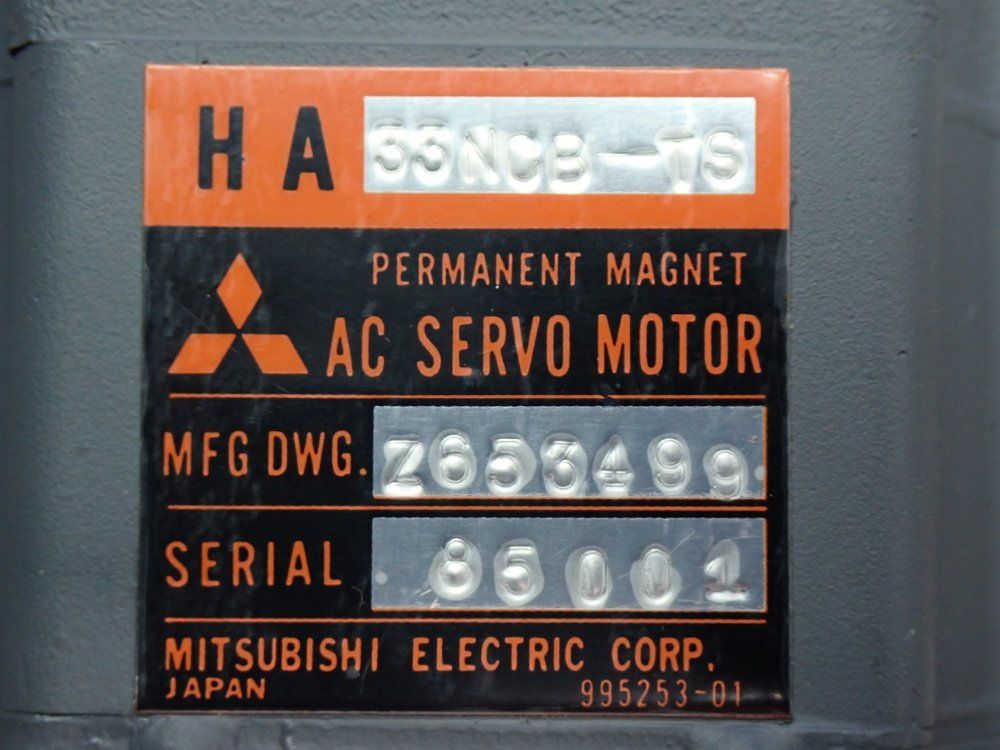 HA 33NCB-TS
PERMANENT MAGNET
AC SERVO MOTOR
MFG DWG. Z653499
SERIAL 85001
MITSUBISHI ELECTRIC CORP.
JAPAN 995253-01